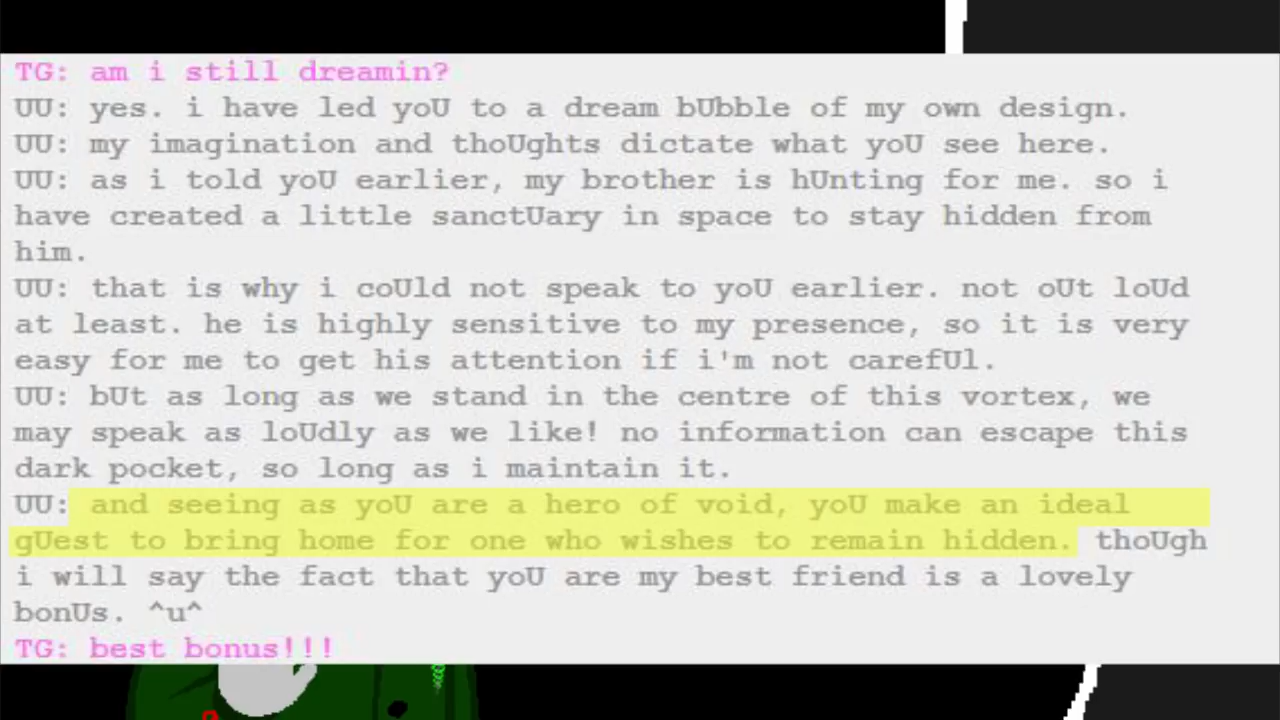 TG: am i still dreamin?
UU: yes. i have led yoU to a dream bUbble of my own design.
UU: my imagination and thoUghts dictate what yoU see here.
UU: as i told yoU earlier, my brother is hUnting for me. so i
have created a little sanctUary in space to stay hidden from
him.
UU: that is why i coUld not speak to yoU earlier. not oUt loUd
at least. he is highly sensitive to my presence, so it is very
easy for me to get his attention if i'm not carefUl.
UU: bUt as long as we stand in the centre of this vortex, we
may speak as loUdly as we like! no information can escape this
dark pocket, so long as i maintain it.
UU: and seeing as yoU are a hero of void, yoU make an ideal
gUest to bring home for one who wishes to remain hidden. thoUgh
i will say the fact that yoU are my best friend is a lovely
bonUs. ^u^
TG: best bonus!!!